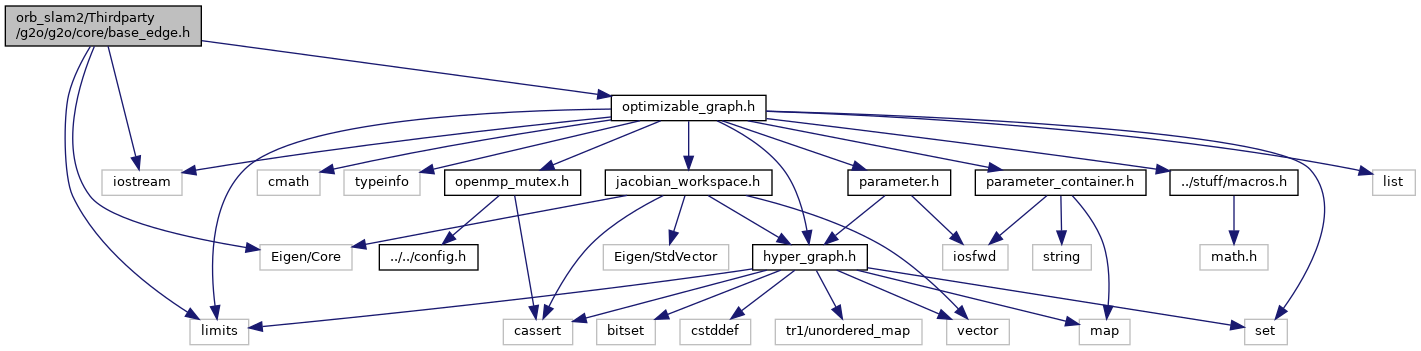 orb_slam2/Thirdparty
/g2o/g2o/core/base_edge.h
optimizable_graph.h
iostream
cmath
typeinfo
openmp_mutex.h
jacobian_workspace.h
parameter.h
parameter_container.h
../stuff/macros.h
list
Eigen/Core
../../config.h
Eigen/StdVector
hyper_graph.h
iosfwd
string
math.h
limits
cassert
bitset
cstddef
tr1/unordered_map
vector
map
set